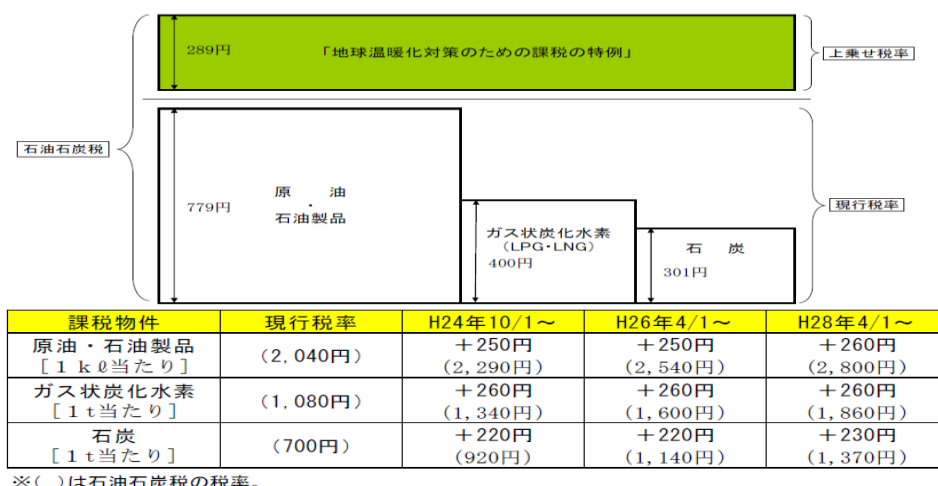 289円 「地球温暖化対策のための課税の特例」
上乗せ税率
石油石炭税
779円
原 油
・
石油製品
ガス状炭化水素
(LPG・LNG)
400円
石 炭
301円
現行税率
課税物件 現行税率 H24年10/1～ H26年4/1～ H28年4/1～
原油・石油製品 +250円 +250円 +260円
[1kℓ当たり] (2,040円) (2,290円) (2,540円) (2,800円)
ガス状炭化水素 +260円 +260円 +260円
[1t当たり] (1,080円) (1,340円) (1,600円) (1,860円)
石炭 +220円 +220円 +230円
[1t当たり] (700円) (920円) (1,140円) (1,370円)
※( )は石油石炭税の税率。